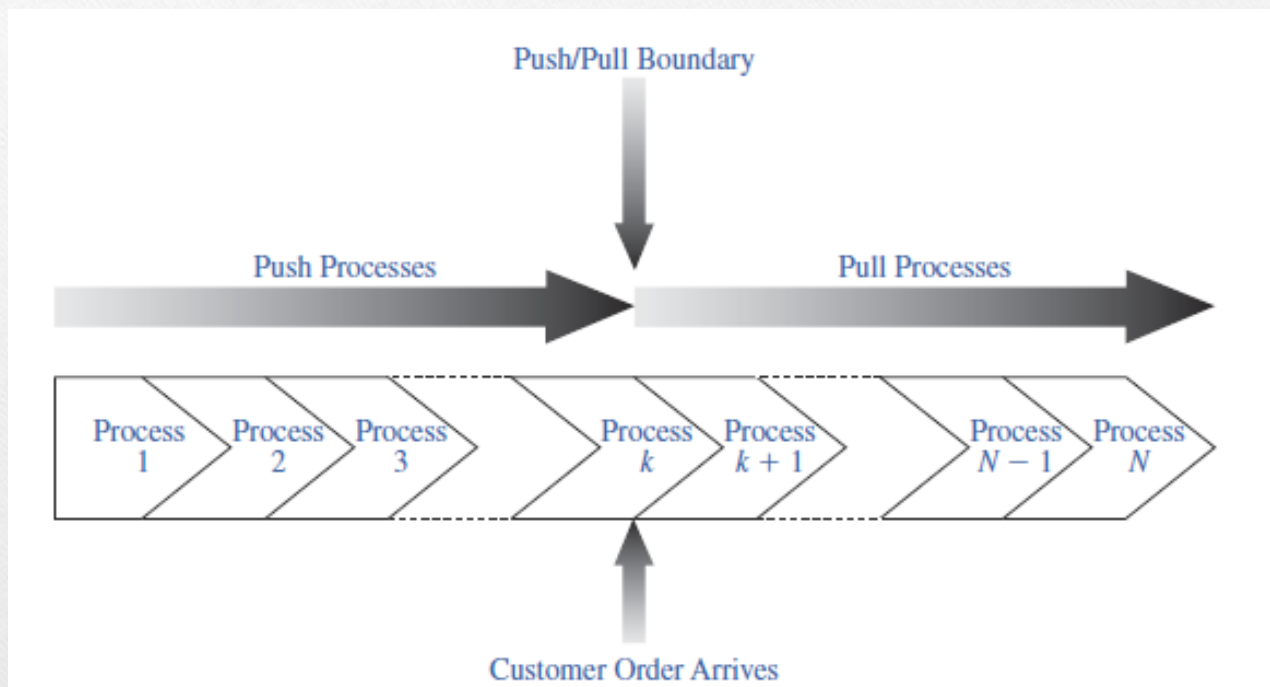 Push/Pull Boundary
Push Processes
Pull Processes
Process
1
Process
2
Process
3
Process
k
Process
k + 1
Process
N − 1
Process
N
Customer Order Arrives